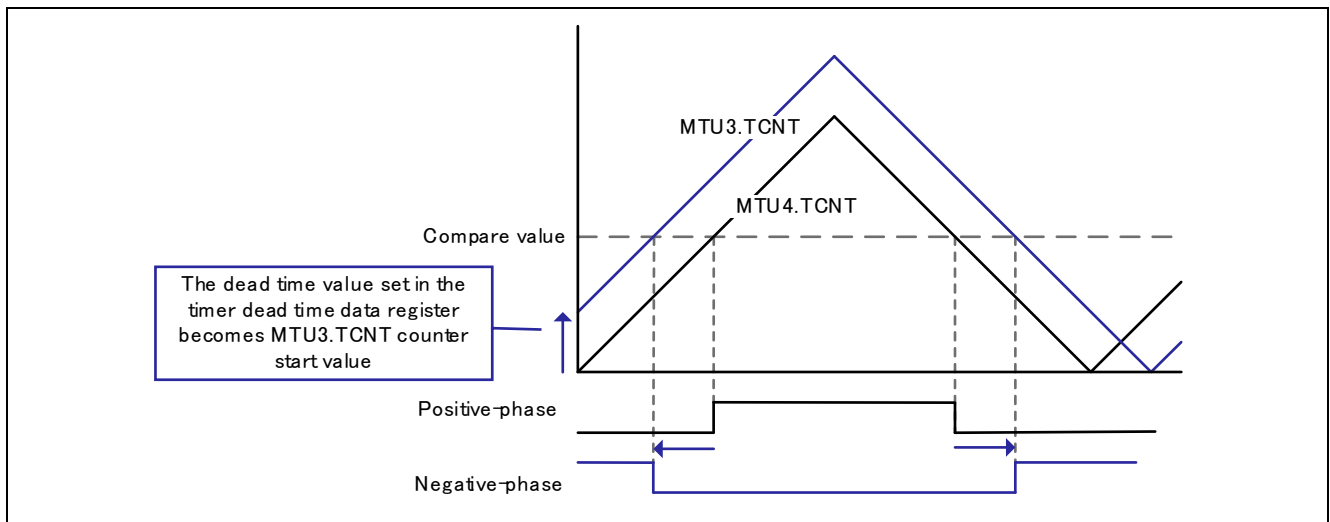 MTU3.TCNT
MTU4.TCNT
Compare value
The dead time value set in the
timer dead time data register
becomes MTU3.TCNT counter
start value
Positive-phase
Negative-phase